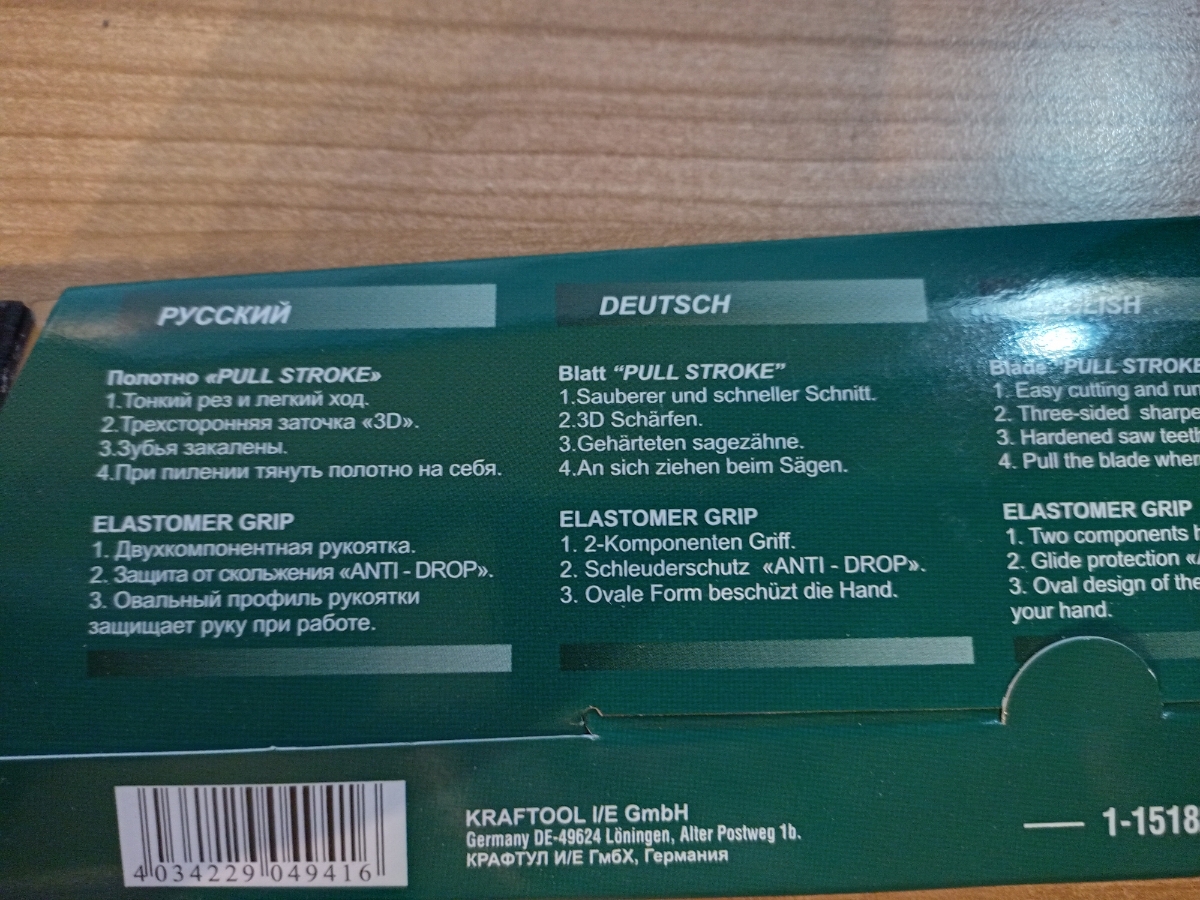 РУССКИЙ
Полотно «PULL STROKE»
1.Тонкий рез и легкий ход.
2.Трехсторонняя заточка «3D».
3.Зубья закалены.
4.При пилении тянуть полотно на себя.
ELASTOMER GRIP
1. Двухкомпонентная рукоятка.
2. Защита от скольжения «ANTI - DROP».
3. Овальный профиль рукоятки
защищает руку при работе.
DEUTSCH
Blatt “PULL STROKE”
1.Sauberer und schneller Schnitt.
2.3D Schärfen.
3.Gehärteten sagezähne.
4.An sich ziehen beim Sägen.
ELASTOMER GRIP
1. 2-Komponenten Griff.
2. Schleuderschutz «ANTI - DROP».
3. Ovale Form beschüzt die Hand.
Blade "PULL STROKE
1. Easy cutting and
2. Three-sided
3. Hardened saw teeth
4. Pull the blade
ELASTOMER GRIP
1. Two components
2. Glide protection
3. Oval design of the
your hand.
4034229 049416
KRAFTOOL I/E GmbH
Germany DE-49624 Löningen, Alter Postweg 1b.
КРАФТУЛ И/Е ГмбХ, Германия
1-1518